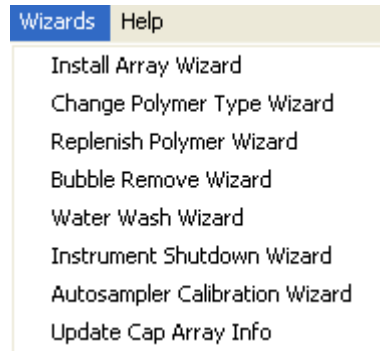 Wizards Help
Install Array Wizard
Change Polymer Type Wizard
Replenish Polymer Wizard
Bubble Remove Wizard
Water Wash Wizard
Instrument Shutdown Wizard
Autosampler Calibration Wizard
Update Cap Array Info